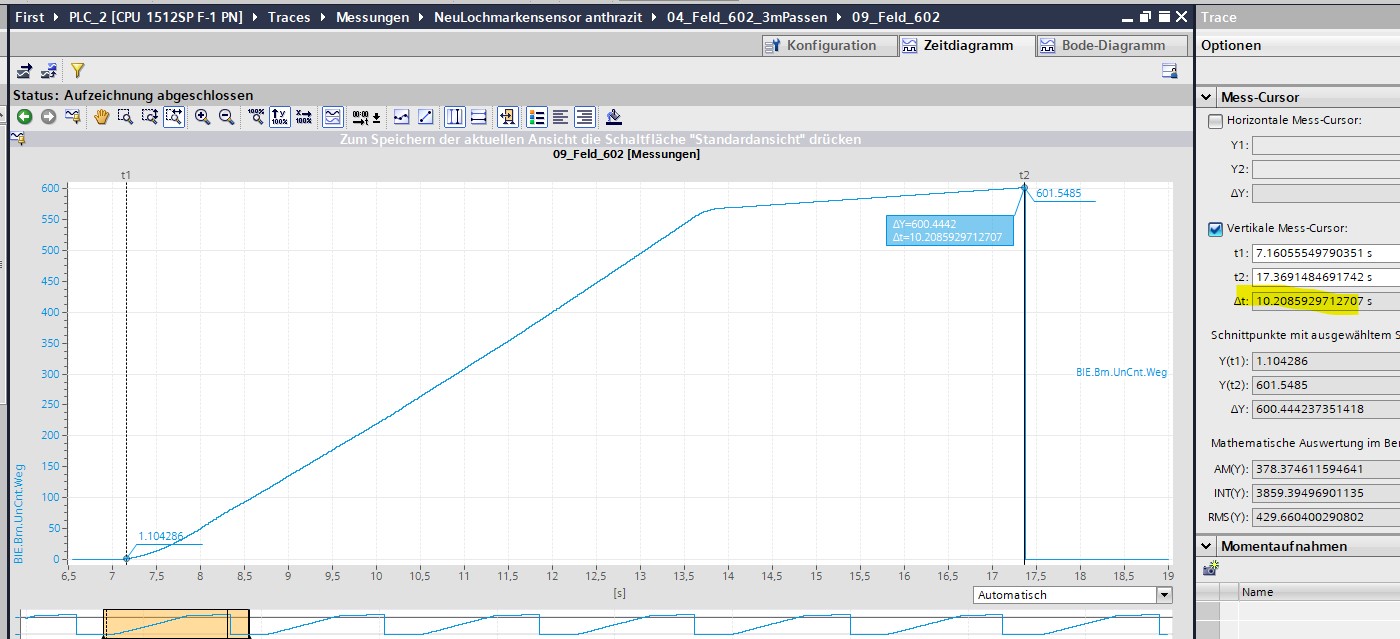 First PLC_2 [CPU 1512SP F-1 PN] Traces Messungen NeuLochmarkensensor anthrazit 04_Feld_602_3mPassen 09_Feld_602
Trace
Konfiguration Zeitdiagramm Bode-Diagramm
Optionen
Status: Aufzeichnung abgeschlossen
Zum Speichern der aktuellen Ansicht die Schaltfläche "Standardansicht" drücken
09_Feld_602 [Messungen]
t1 t2
600
550
500
450
400
350
300
250
200
150
100
50
0
BIE.Bm.UnCnt.Weg
601.5485
ΔY=600.4442
Δt=10.2085929712707
BIE.Bm.UnCnt.Weg
1.104286
6,5 7 7,5 8 8,5 9 9,5 10 10,5 11 11,5 12 12,5 13 13,5 14 14,5 15 15,5 16 16,5 17 17,5 18 18,5 19
[s]
Automatisch
Mess-Cursor
Horizontale Mess-Cursor:
Y1:
Y2:
ΔY:
Vertikale Mess-Cursor:
t1: 7.16055549790351 s
t2: 17.3691484691742 s
Δt: 10.2085929712707 s
Schnittpunkte mit ausgewähltem S
Y(t1): 1.104286
Y(t2): 601.5485
ΔY: 600.444237351418
Mathematische Auswertung im Ber
AM(Y): 378.374611594641
INT(Y): 3859.39496901135
RMS(Y): 429.660400290802
Momentaufnahmen
Name